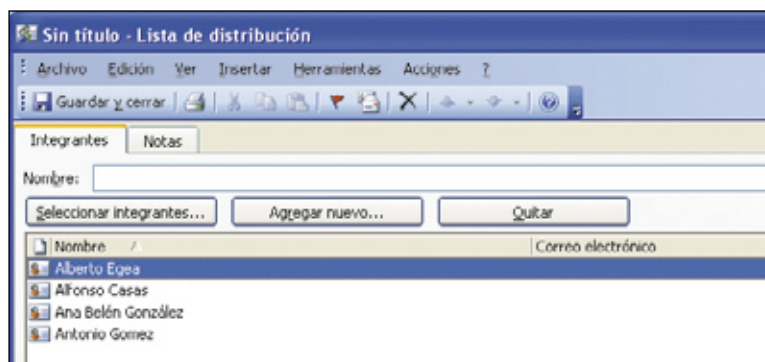 Sin título - Lista de distribución
Archivo Edición Ver Insertar Herramientas Acciones ?
Guardar y cerrar
Integrantes Notas
Nombre:
Seleccionar integrantes... Agregar nuevo... Quitar
Nombre Correo electrónico
Alberto Egea
Alfonso Casas
Ana Belén González
Antonio Gomez